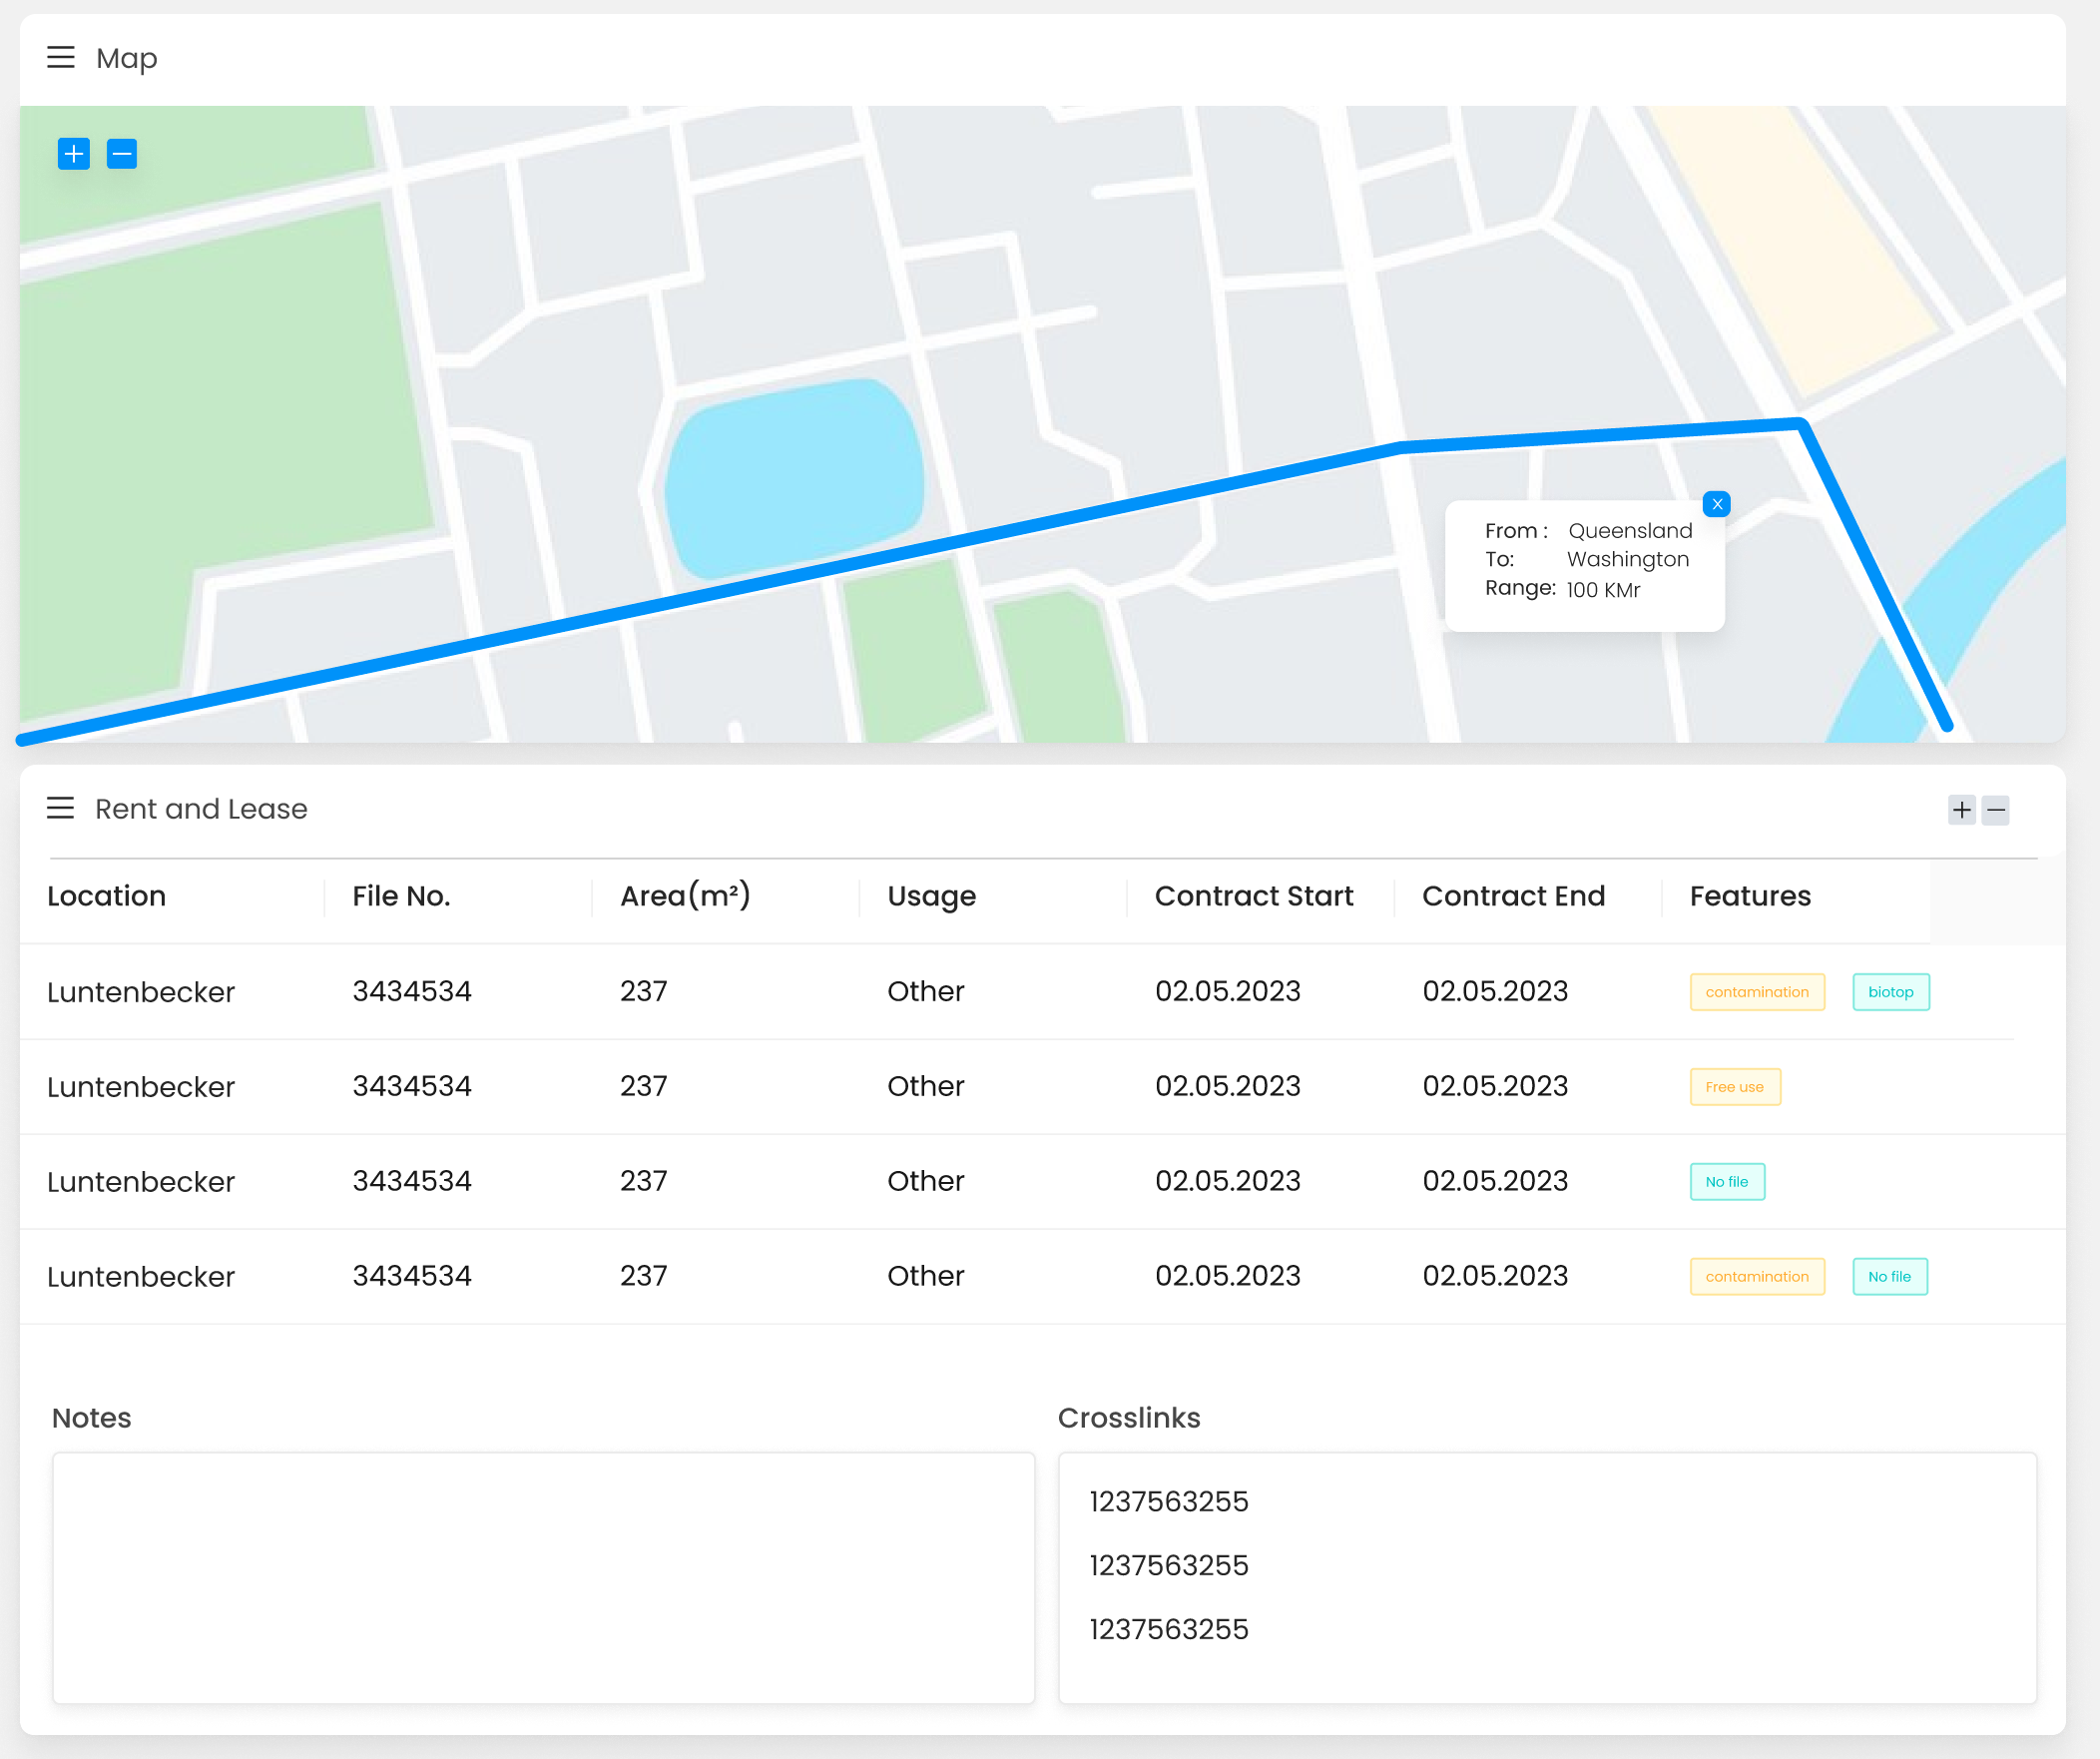 Map
From : Queensland
To: Washington
Range: 100 KMr
X
Rent and Lease
Location File No. Area(m²) Usage Contract Start Contract End Features
Luntenbecker 3434534 237 Other 02.05.2023 02.05.2023 contamination biotop
Luntenbecker 3434534 237 Other 02.05.2023 02.05.2023 Free use
Luntenbecker 3434534 237 Other 02.05.2023 02.05.2023 No file
Luntenbecker 3434534 237 Other 02.05.2023 02.05.2023 contamination No file
Notes
Crosslinks
1237563255
1237563255
1237563255